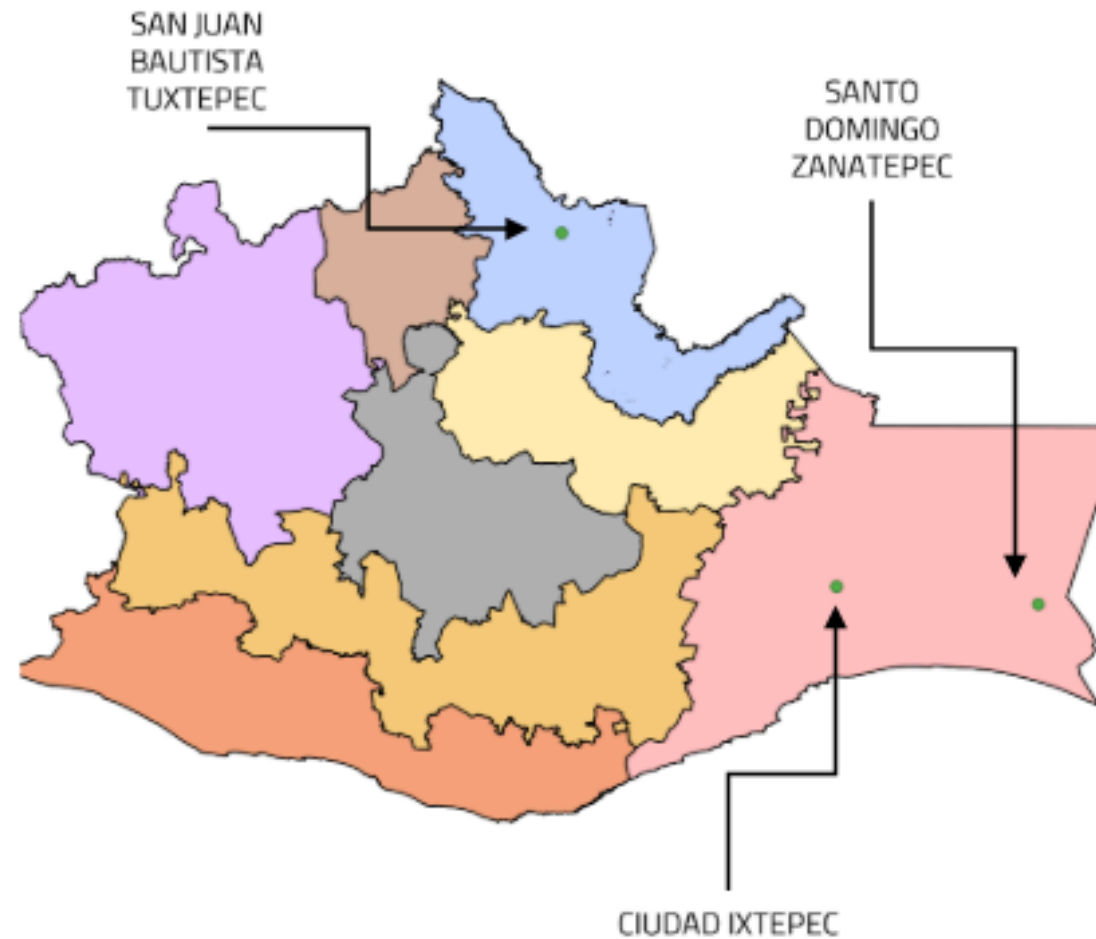 SAN JUAN
BAUTISTA
TUXTEPEC
SANTO
DOMINGO
ZANATEPEC
CIUDAD IXTEPEC